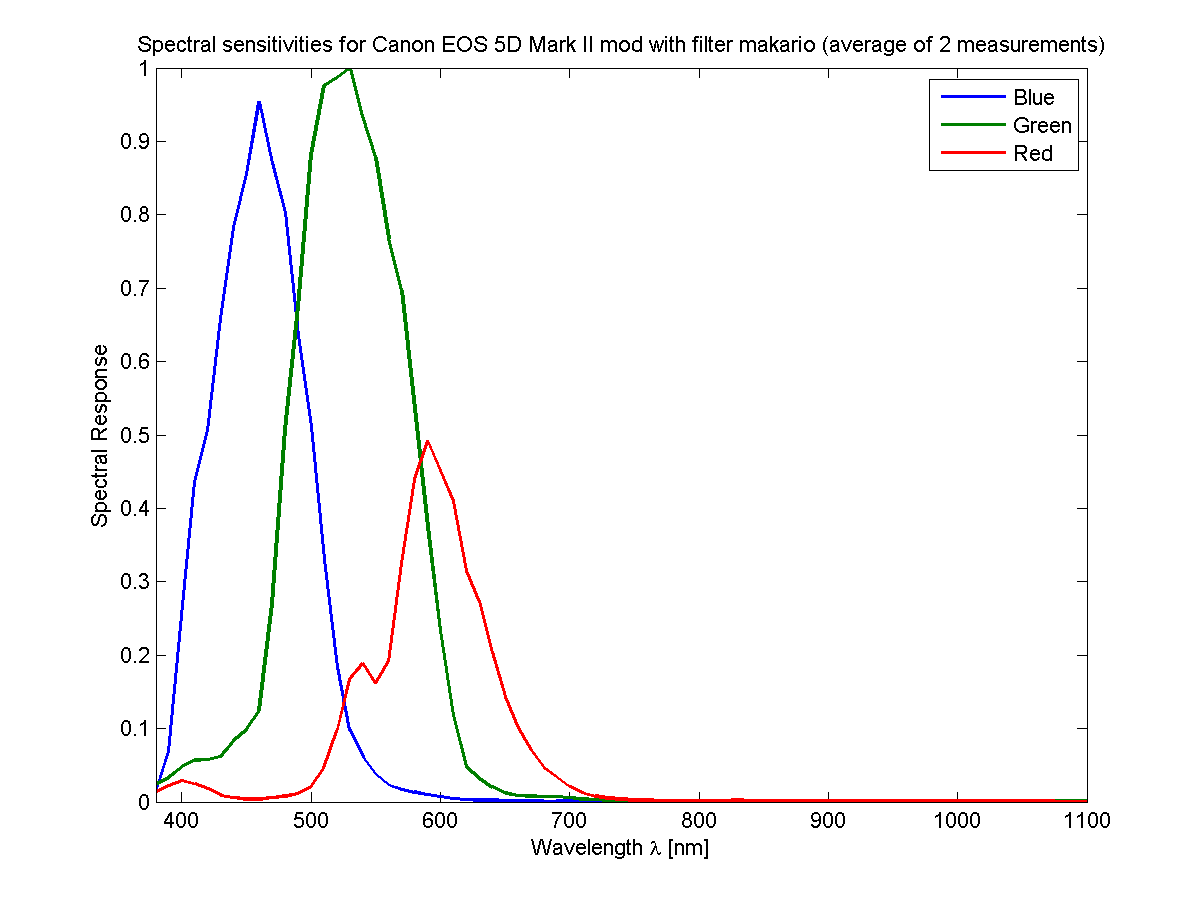 Spectral sensitivities for Canon EOS 5D Mark II mod with filter makario (average of 2 measurements)
1
0.9
0.8
0.7
0.6
0.5
0.4
0.3
0.2
0.1
0
Spectral Response
Blue
Green
Red
400 500 600 700 800 900 1000 1100
Wavelength λ [nm]